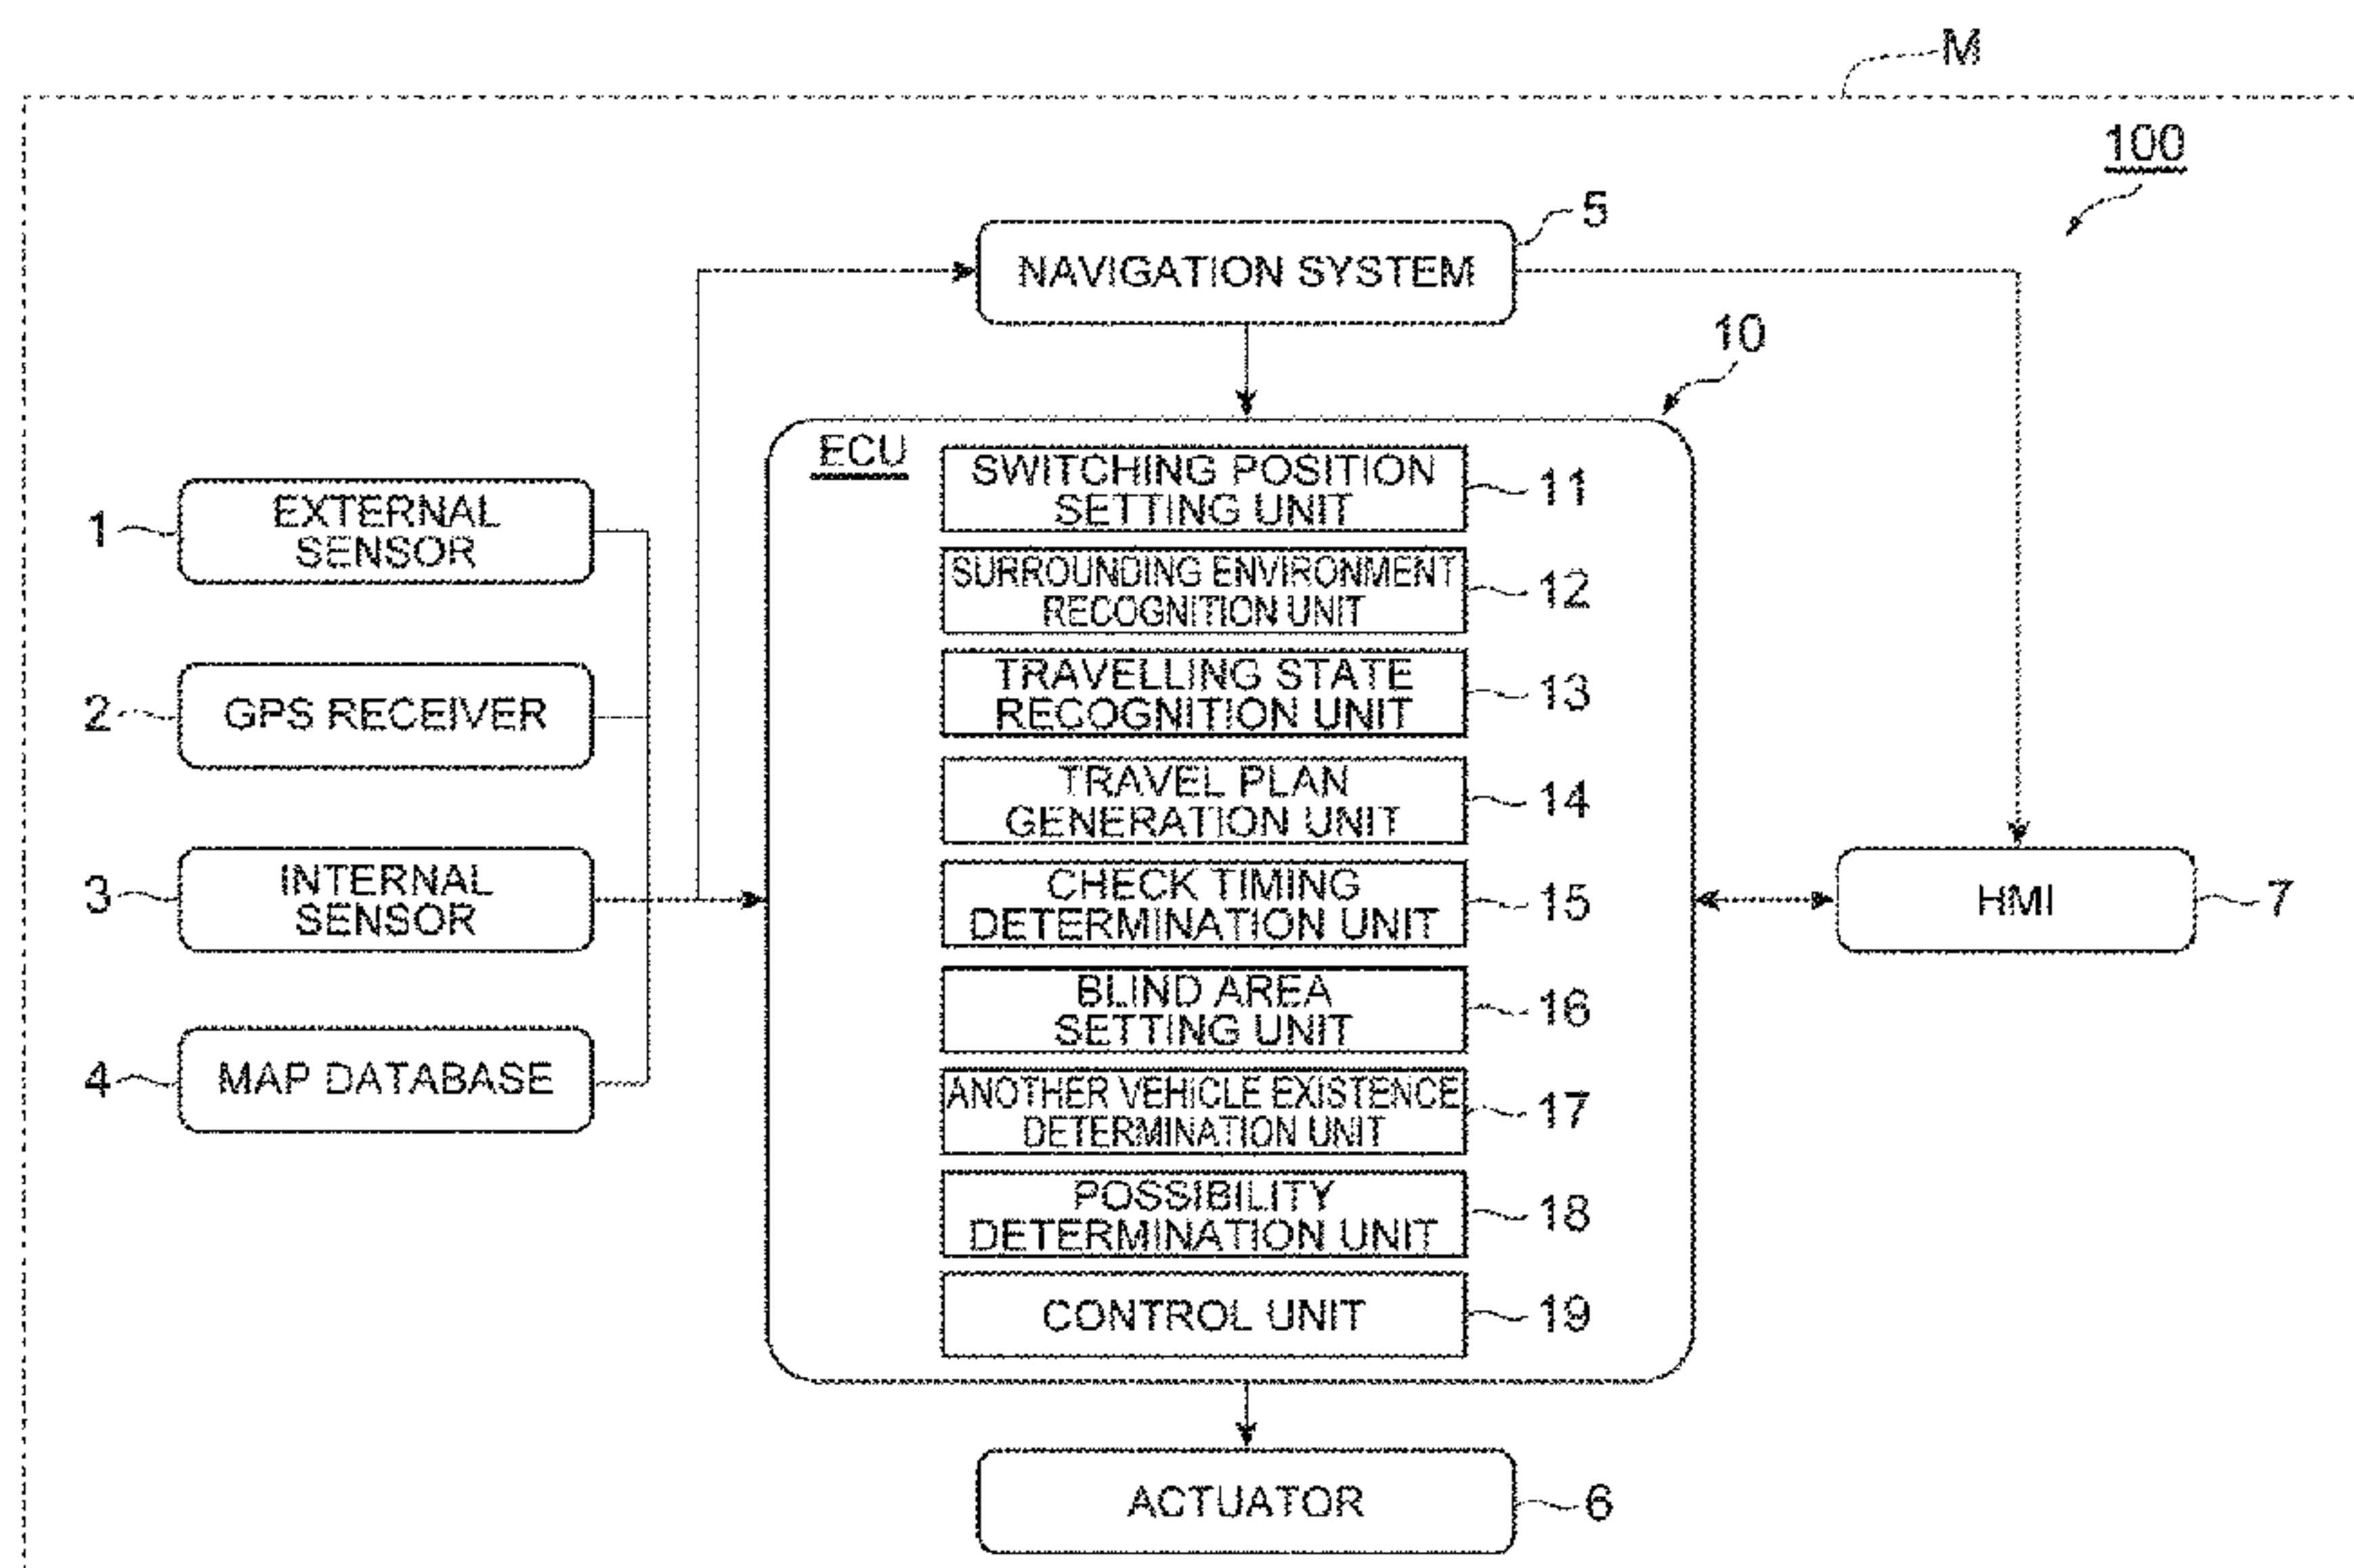 M
100
5
NAVIGATION SYSTEM
10
ECU
SWITCHING POSITION
SETTING UNIT
11
EXTERNAL
SENSOR
1
SURROUNDING ENVIRONMENT
RECOGNITION UNIT
12
TRAVELLING STATE
RECOGNITION UNIT
13
2
GPS RECEIVER
TRAVEL PLAN
GENERATION UNIT
14
3
INTERNAL
SENSOR
CHECK TIMING
DETERMINATION UNIT
15
HMI
7
BLIND AREA
SETTING UNIT
16
4
MAP DATABASE
ANOTHER VEHICLE EXISTENCE
DETERMINATION UNIT
17
POSSIBILITY
DETERMINATION UNIT
18
CONTROL UNIT
19
ACTUATOR
6